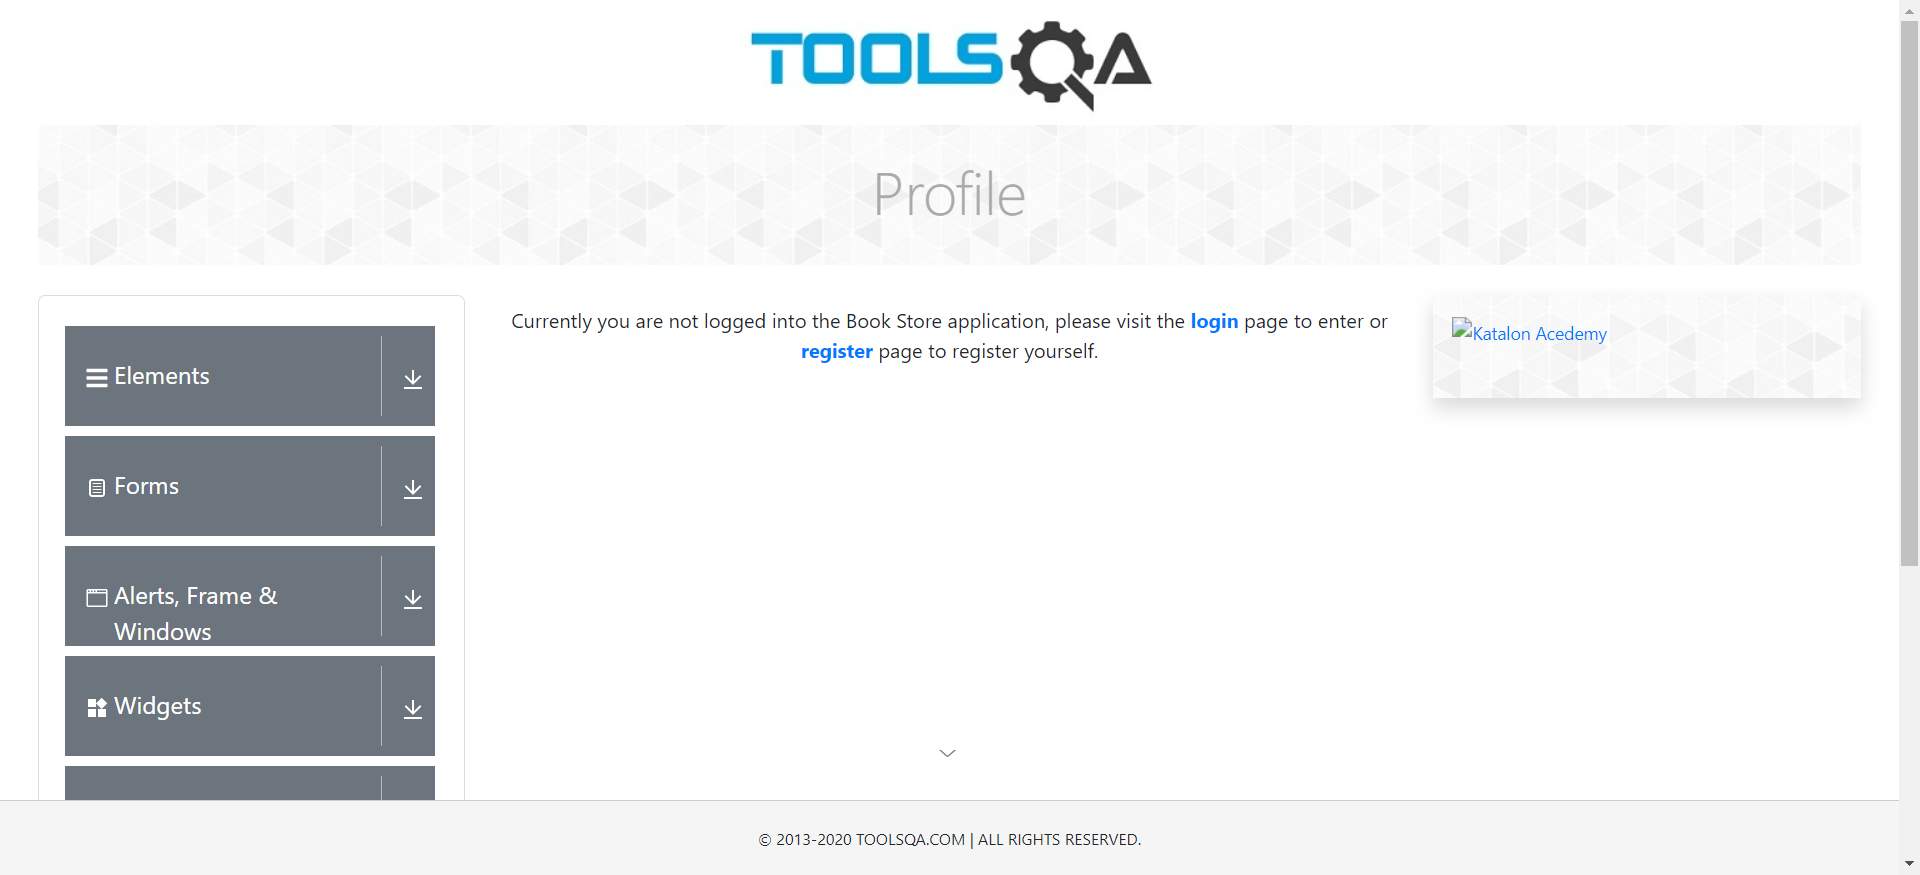 TOOLSQA
Profile
Elements
Forms
Alerts, Frame &
Windows
Widgets
Currently you are not logged into the Book Store application, please visit the login page to enter or
register page to register yourself.
Katalon Acedemy
© 2013-2020 TOOLSQA.COM | ALL RIGHTS RESERVED.